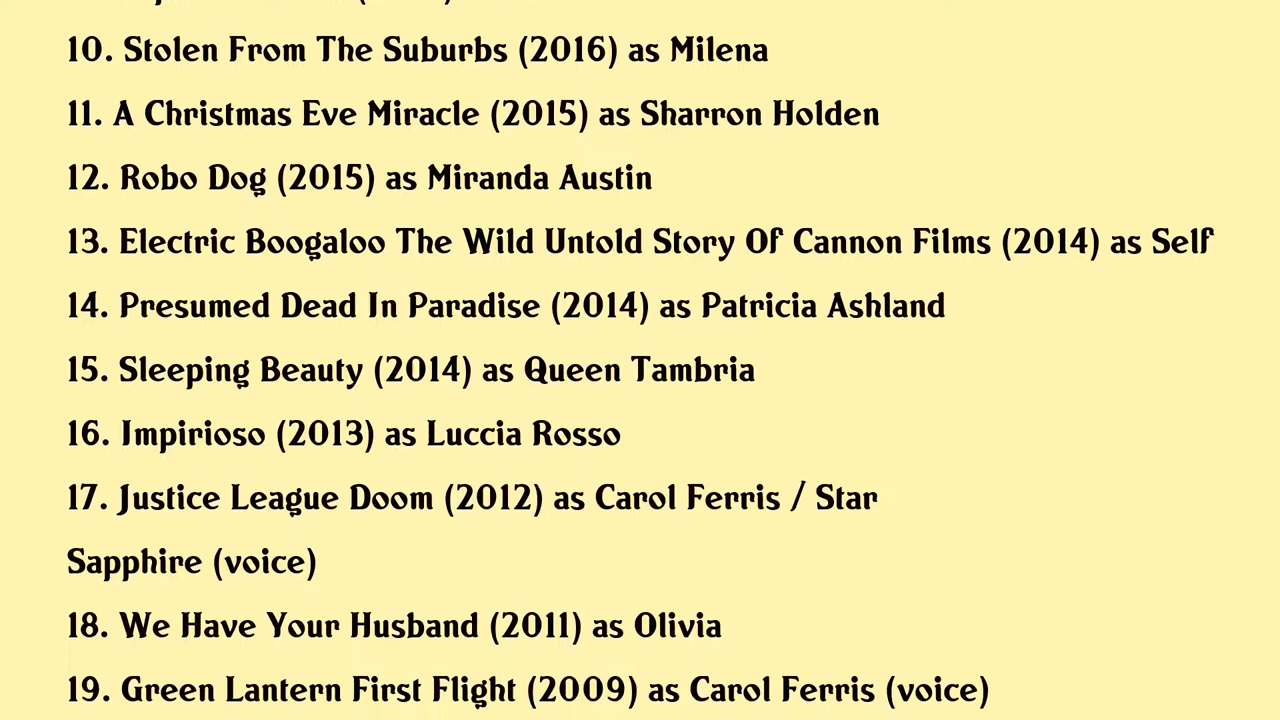 10. Stolen From The Suburbs (2016) as Milena
11. A Christmas Eve Miracle (2015) as Sharron Holden
12. Robo Dog (2015) as Miranda Austin
13. Electric Boogaloo The Wild Untold Story Of Cannon Films (2014) as Self
14. Presumed Dead In Paradise (2014) as Patricia Ashland
15. Sleeping Beauty (2014) as Queen Tambria
16. Impirioso (2013) as Luccia Rosso
17. Justice League Doom (2012) as Carol Ferris / Star
Sapphire (voice)
18. We Have Your Husband (2011) as Olivia
19. Green Lantern First Flight (2009) as Carol Ferris (voice)